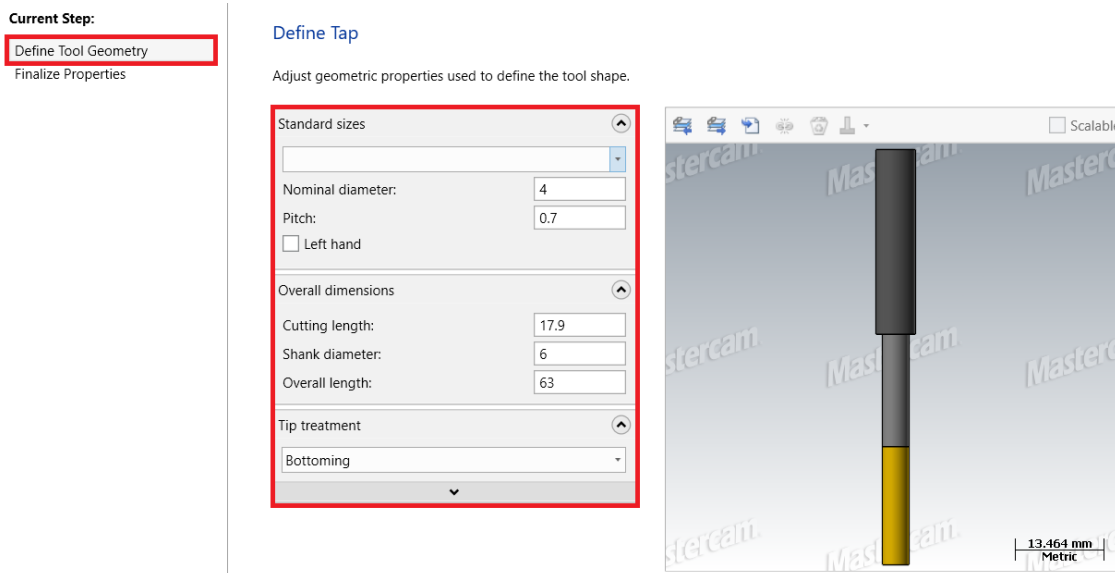 Current Step:
Define Tool Geometry
Finalize Properties
Define Tap
Adjust geometric properties used to define the tool shape.
Standard sizes
Nominal diameter: 4
Pitch: 0.7
Left hand
Overall dimensions
Cutting length: 17.9
Shank diameter: 6
Overall length: 63
Tip treatment
Bottoming
Scalable
Mastercam
13.464 mm
Metric